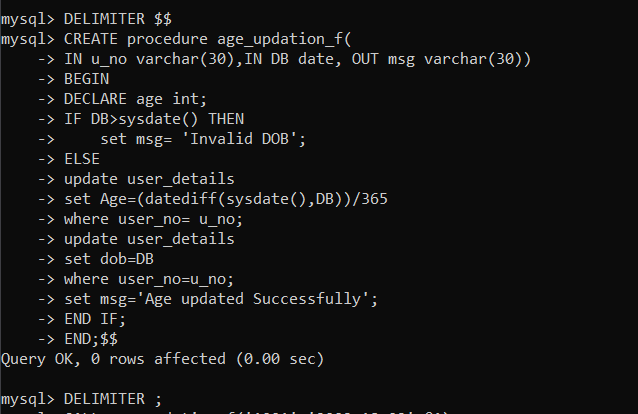 mysql> DELIMITER $$
mysql> CREATE procedure age_updation_f(
    -> IN u_no varchar(30),IN DB date, OUT msg varchar(30))
    -> BEGIN
    -> DECLARE age int;
    -> IF DB>sysdate() THEN
    ->     set msg= 'Invalid DOB';
    -> ELSE
    -> update user_details
    -> set Age=(datediff(sysdate(),DB))/365
    -> where user_no= u_no;
    -> update user_details
    -> set dob=DB
    -> where user_no=u_no;
    -> set msg='Age updated Successfully';
    -> END IF;
    -> END;$$
Query OK, 0 rows affected (0.00 sec)
mysql> DELIMITER ;